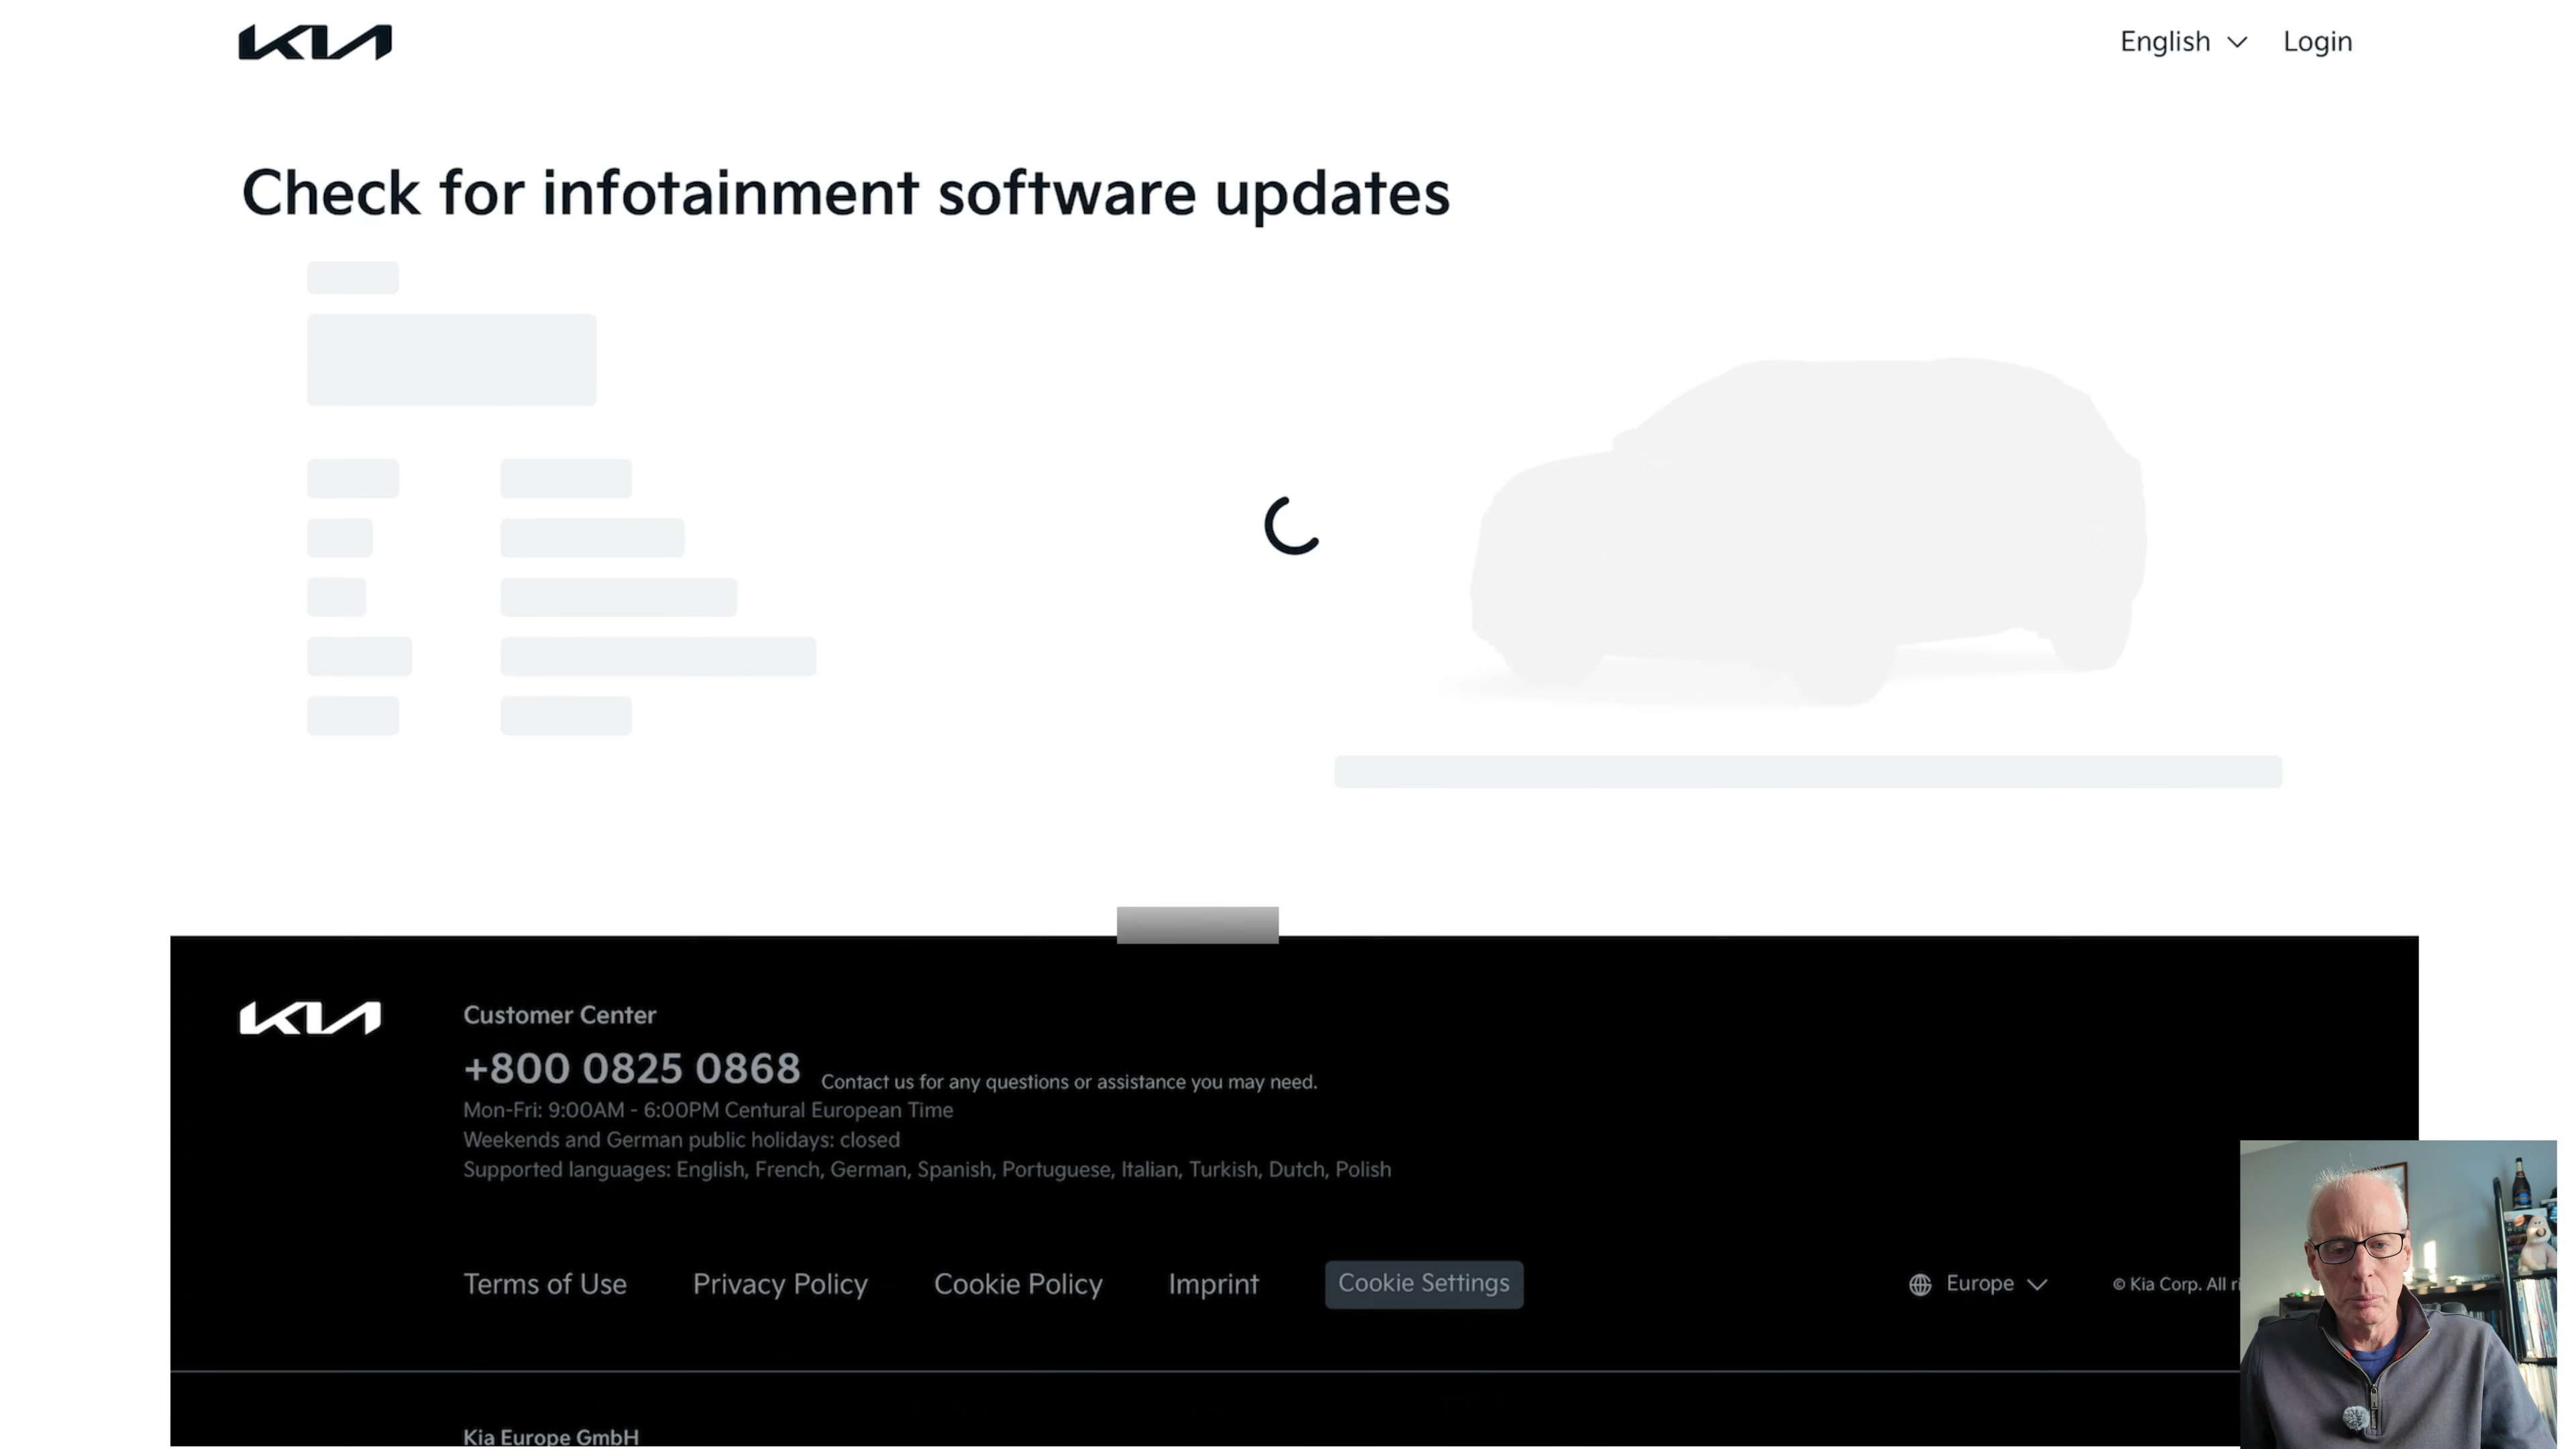 KIA
English Login
Check for infotainment software updates
KIA
Customer Center
+800 0825 0868 Contact us for any questions or assistance you may need.
Mon-Fri: 9:00AM - 6:00PM Centural European Time
Weekends and German public holidays: closed
Supported languages: English, French, German, Spanish, Portuguese, Italian, Turkish, Dutch, Polish
Terms of Use Privacy Policy Cookie Policy Imprint Cookie Settings Europe © Kia Corp. All
Kia Europe GmbH